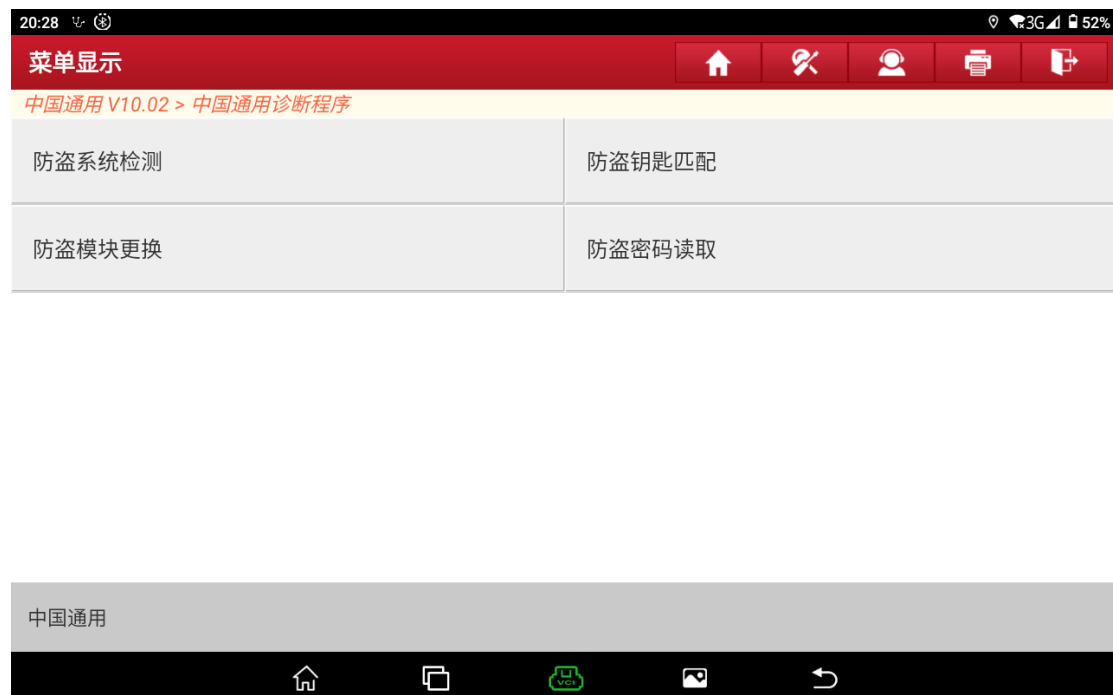 20:28
3G 52%
菜单显示
中国通用 V10.02 > 中国通用诊断程序
防盗系统检测
防盗钥匙匹配
防盗模块更换
防盗密码读取
中国通用
VCI